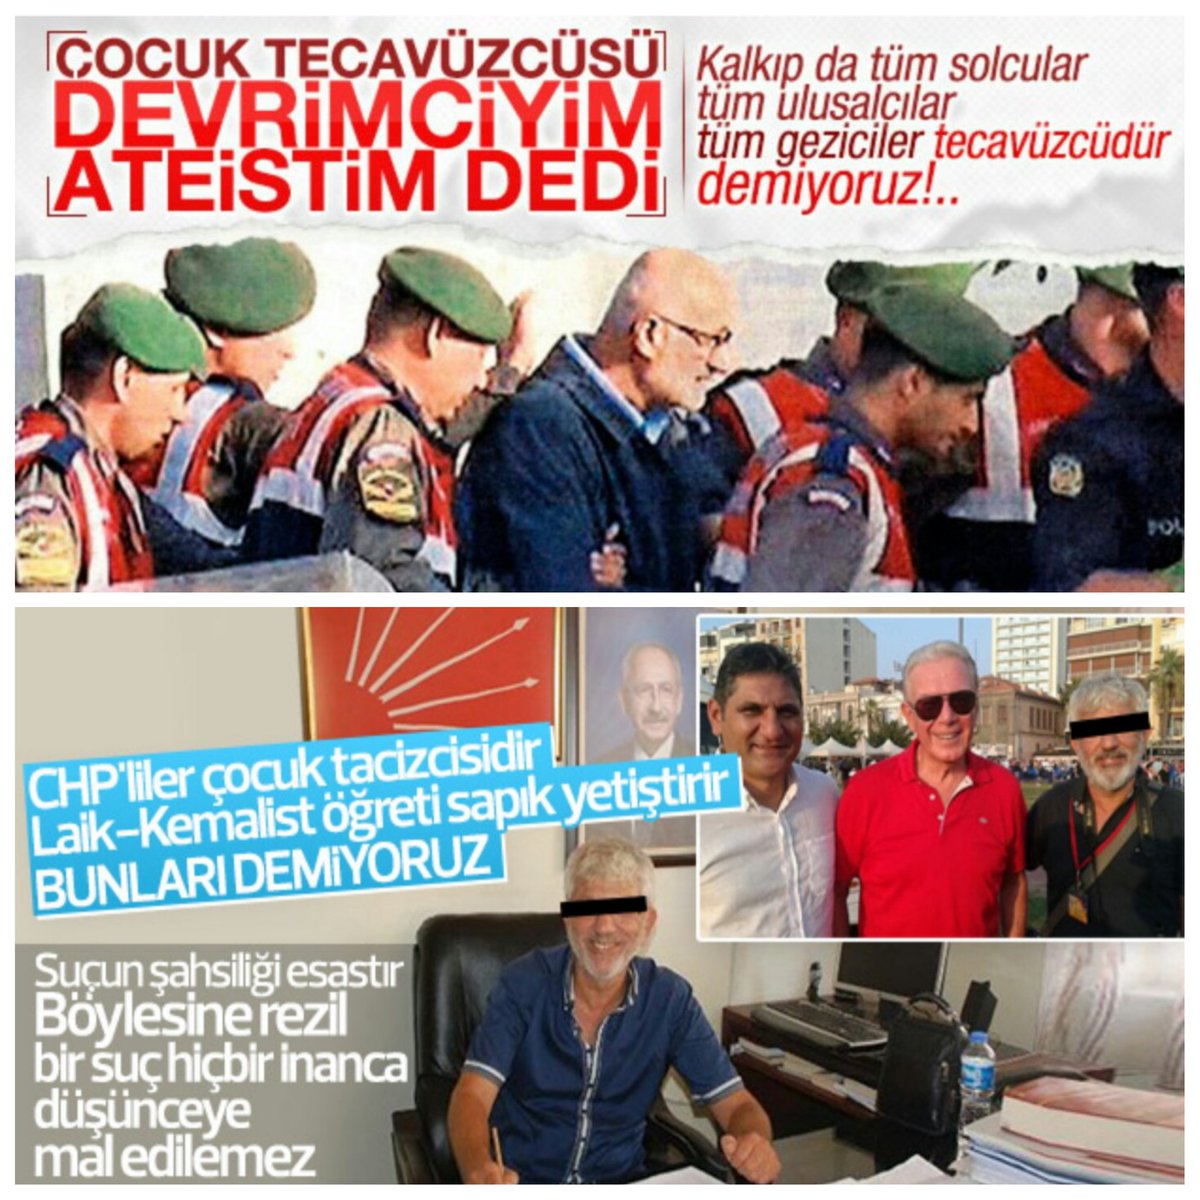 ÇOCUK TECAVÜZCÜSÜ
DEVRİMCİYİM
ATEİSTİM DEDİ
Kalkıp da tüm solcular
tüm ulusalcılar
tüm geziciler tecavüzcüdür
demiyoruz!..
CHP'liler çocuk tacizcisidir
Laik-Kemalist öğreti sapık yetiştirir
BUNLARI DEMİYORUZ
Suçun şahsiliği esastır
Böylesine rezil
bir suç hiçbir inanca
düşünceye
mal edilemez